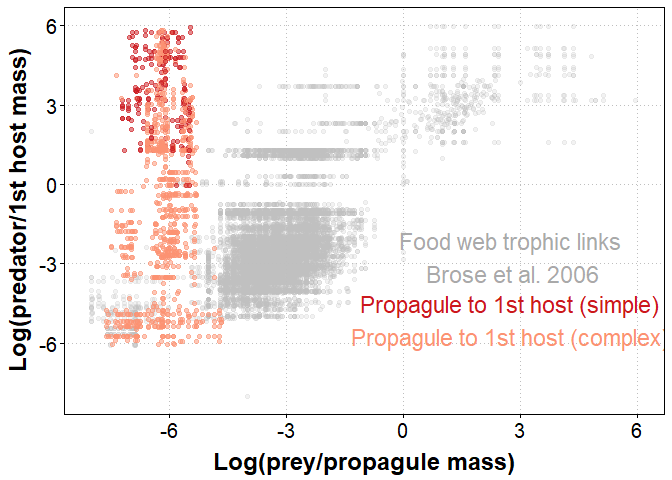 Log(predator/1st host mass)
6
3
0
-3
-6
Food web trophic links
Brose et al. 2006
Propagule to 1st host (simple)
Propagule to 1st host (complex)
-6
-3
0
3
6
Log(prey/propagule mass)